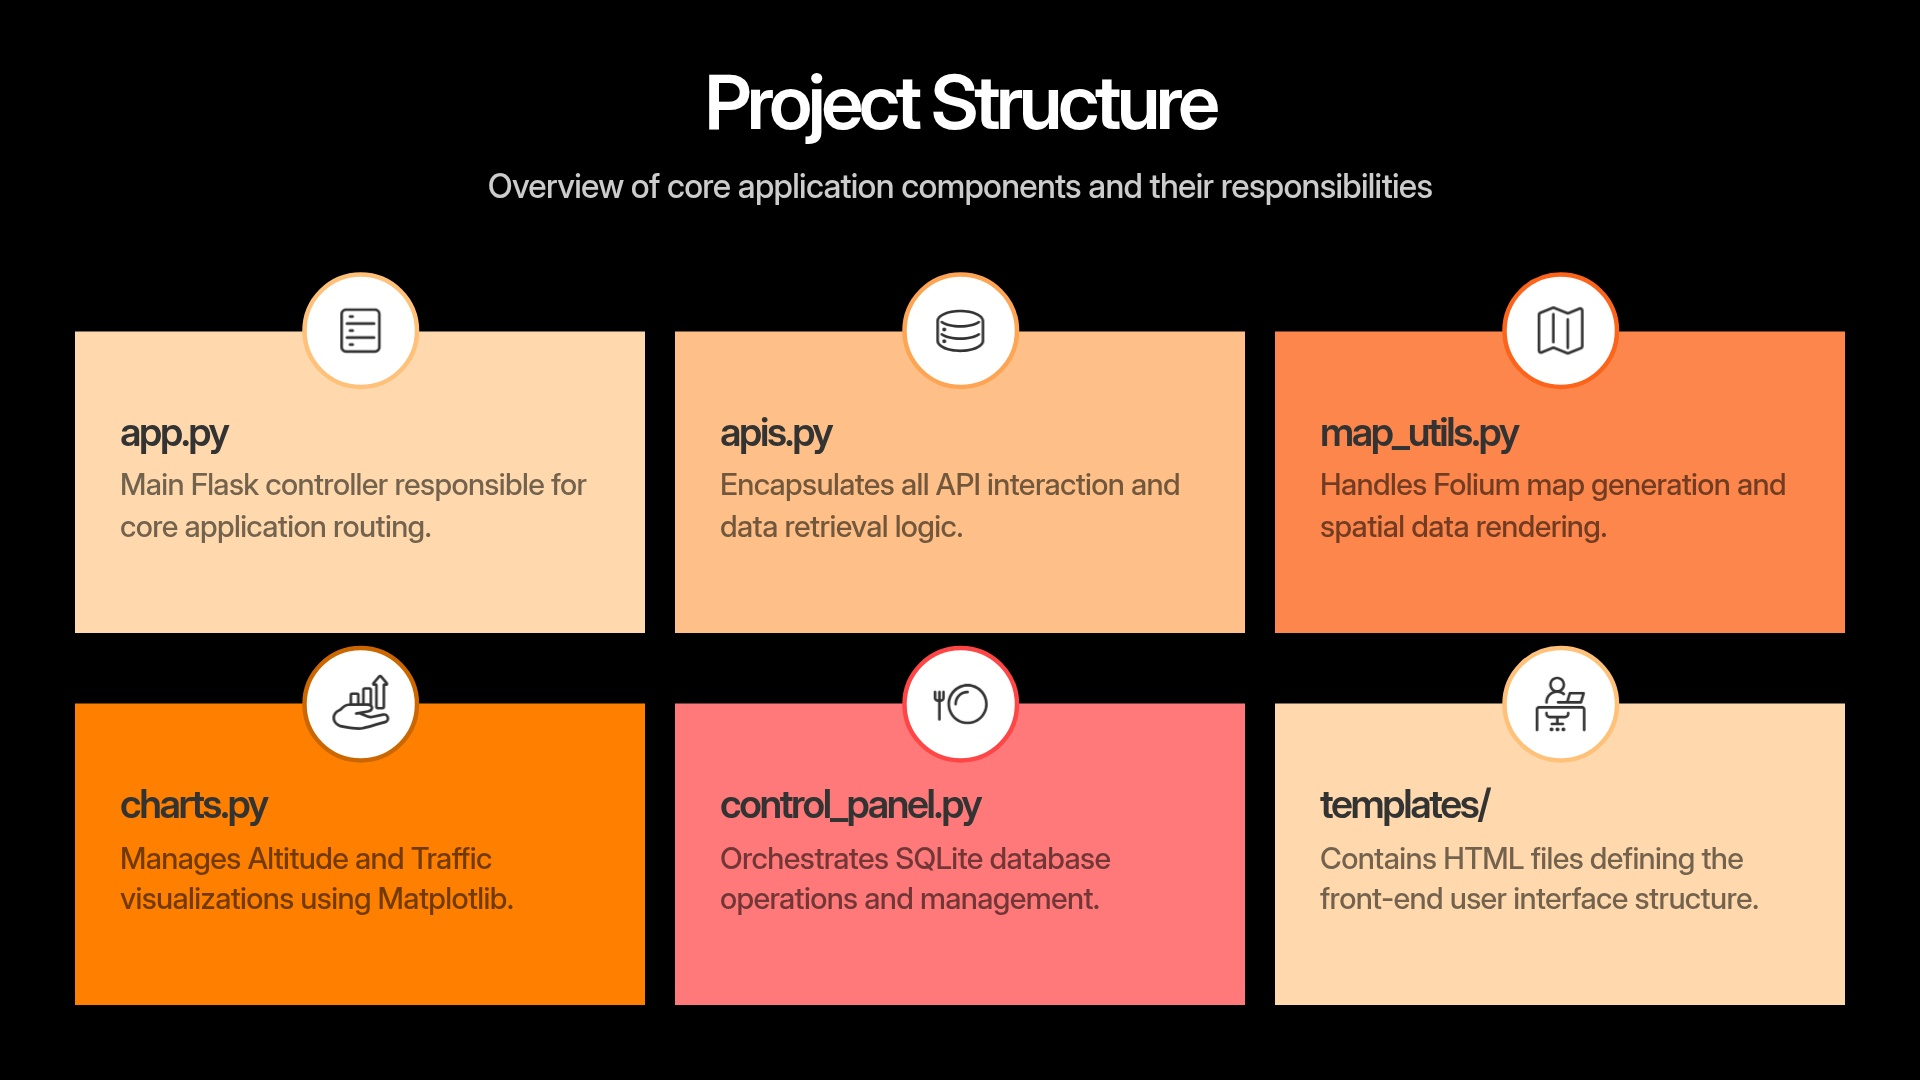 Project Structure
Overview of core application components and their responsibilities
app.py
Main Flask controller responsible for
core application routing.
apis.py
Encapsulates all API interaction and
data retrieval logic.
map_utils.py
Handles Folium map generation and
spatial data rendering.
charts.py
Manages Altitude and Traffic
visualizations using Matplotlib.
control_panel.py
Orchestrates SQLite database
operations and management.
templates/
Contains HTML files defining the
front-end user interface structure.